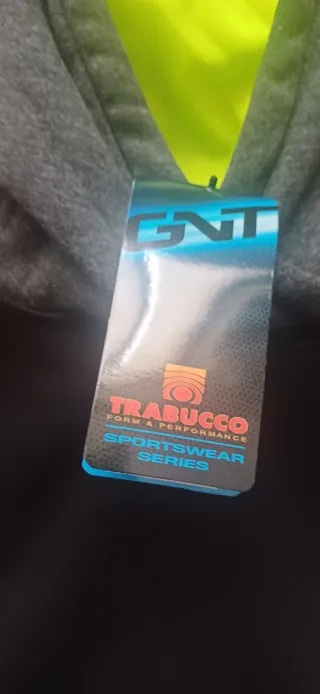 GNT
TRABUCCO
FORM & PERFORMANCE
SPORTSWEAR
SERIES